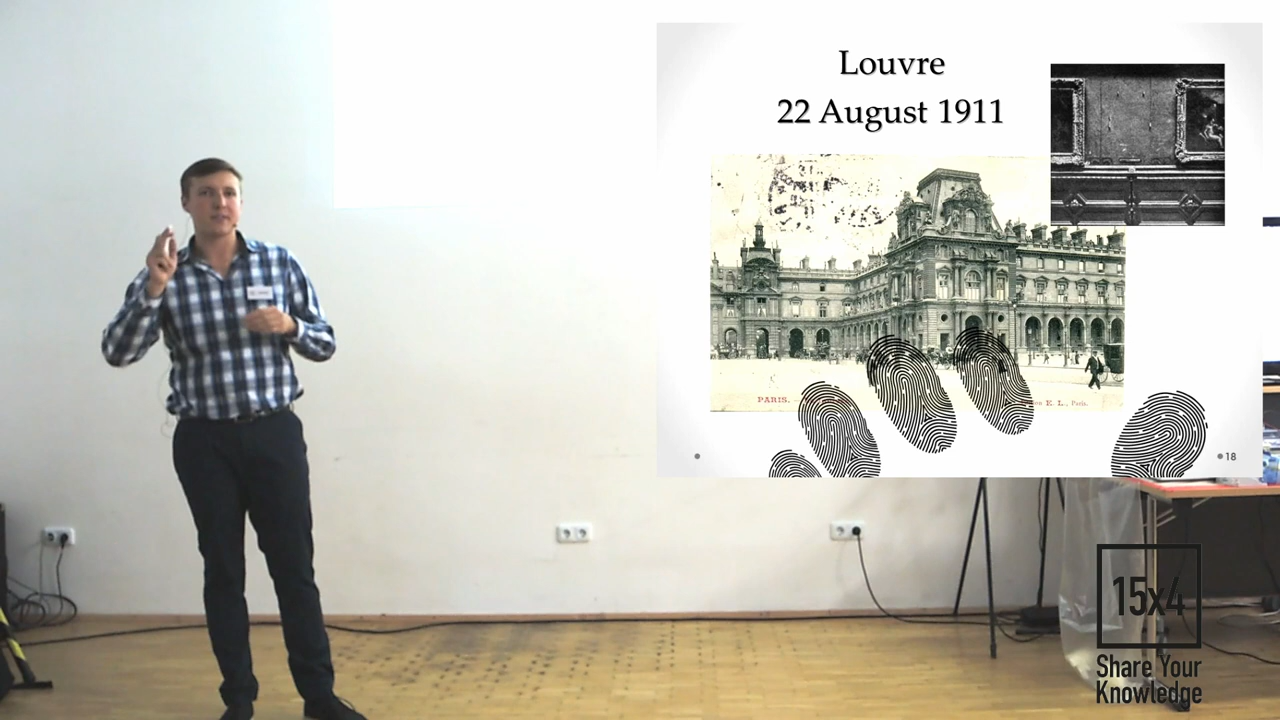 Louvre
22 August 1911
PARIS. -
E. L., Paris.
18
15x4
Share Your
Knowledge